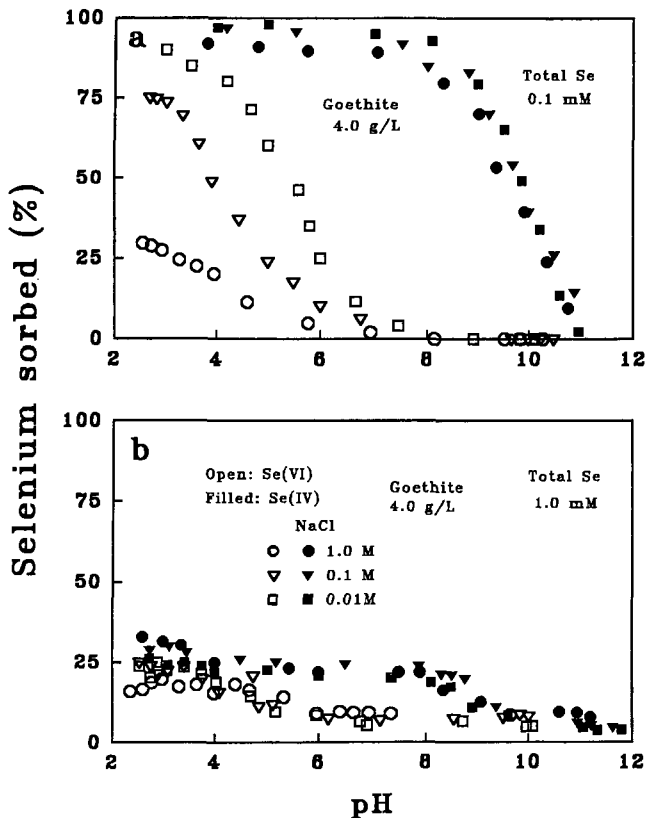 Selenium sorbed (%)
a
100
75
50
25
0
Goethite
4.0 g/L
Total Se
0.1 mM
2 4 6 8 10 12
b
100
75
50
25
0
Open: Se(VI)
Filled: Se(IV)
Goethite
4.0 g/L
Total Se
1.0 mM
NaCl
1.0 M
0.1 M
0.01M
2 4 6 8 10 12
pH